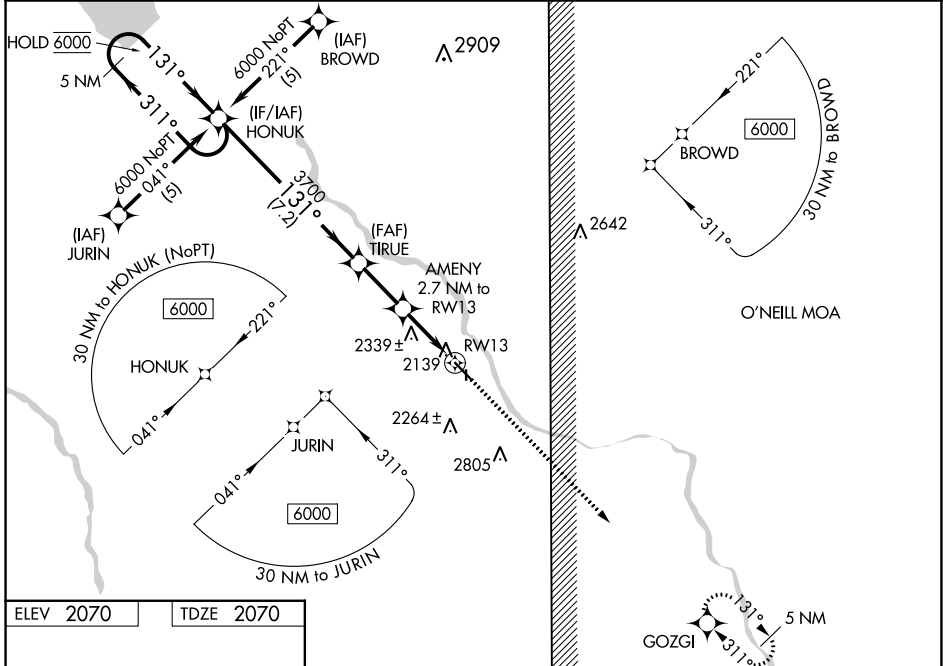 HOLD 6000
5 NM
131°
311°
6000 NoPT
221°
(5)
(IAF)
BROWD
2909
(IF/IAF)
HONUK
6000 NoPT
041°
(5)
(IAF)
JURIN
3700
131°
(7.2)
(FAF)
TIRUE
AMENY
2.7 NM to
RW13
2339 ±
2139
RW13
2264 ±
2805
2642
221°
6000
BROWD
311°
30 NM to BROWD
O'NEILL MOA
30 NM to HONUK (NoPT)
6000
221°
HONUK
041°
JURIN
041°
311°
6000
30 NM to JURIN
131°
5 NM
GOZGI
311°
ELEV 2070
TDZE 2070